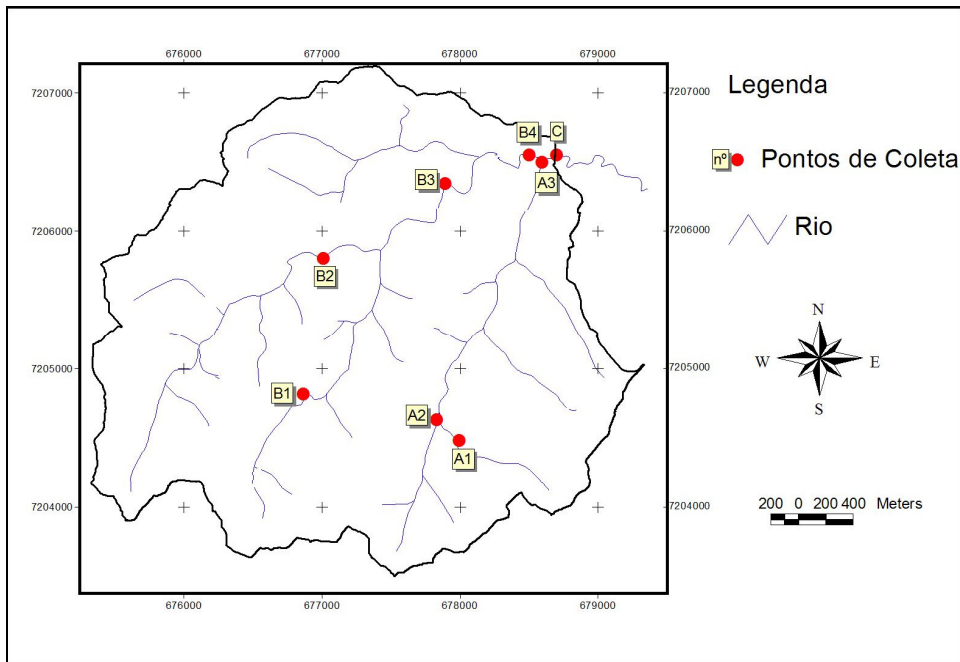 676000 677000 678000 679000
7207000 7207000
Legenda
B4 C
nº Pontos de Coleta
B3 A3
7206000 7206000
Rio
B2
N
7205000 7205000
W E
S
B1
A2
A1
7204000 7204000
200 0 200 400 Meters
676000 677000 678000 679000